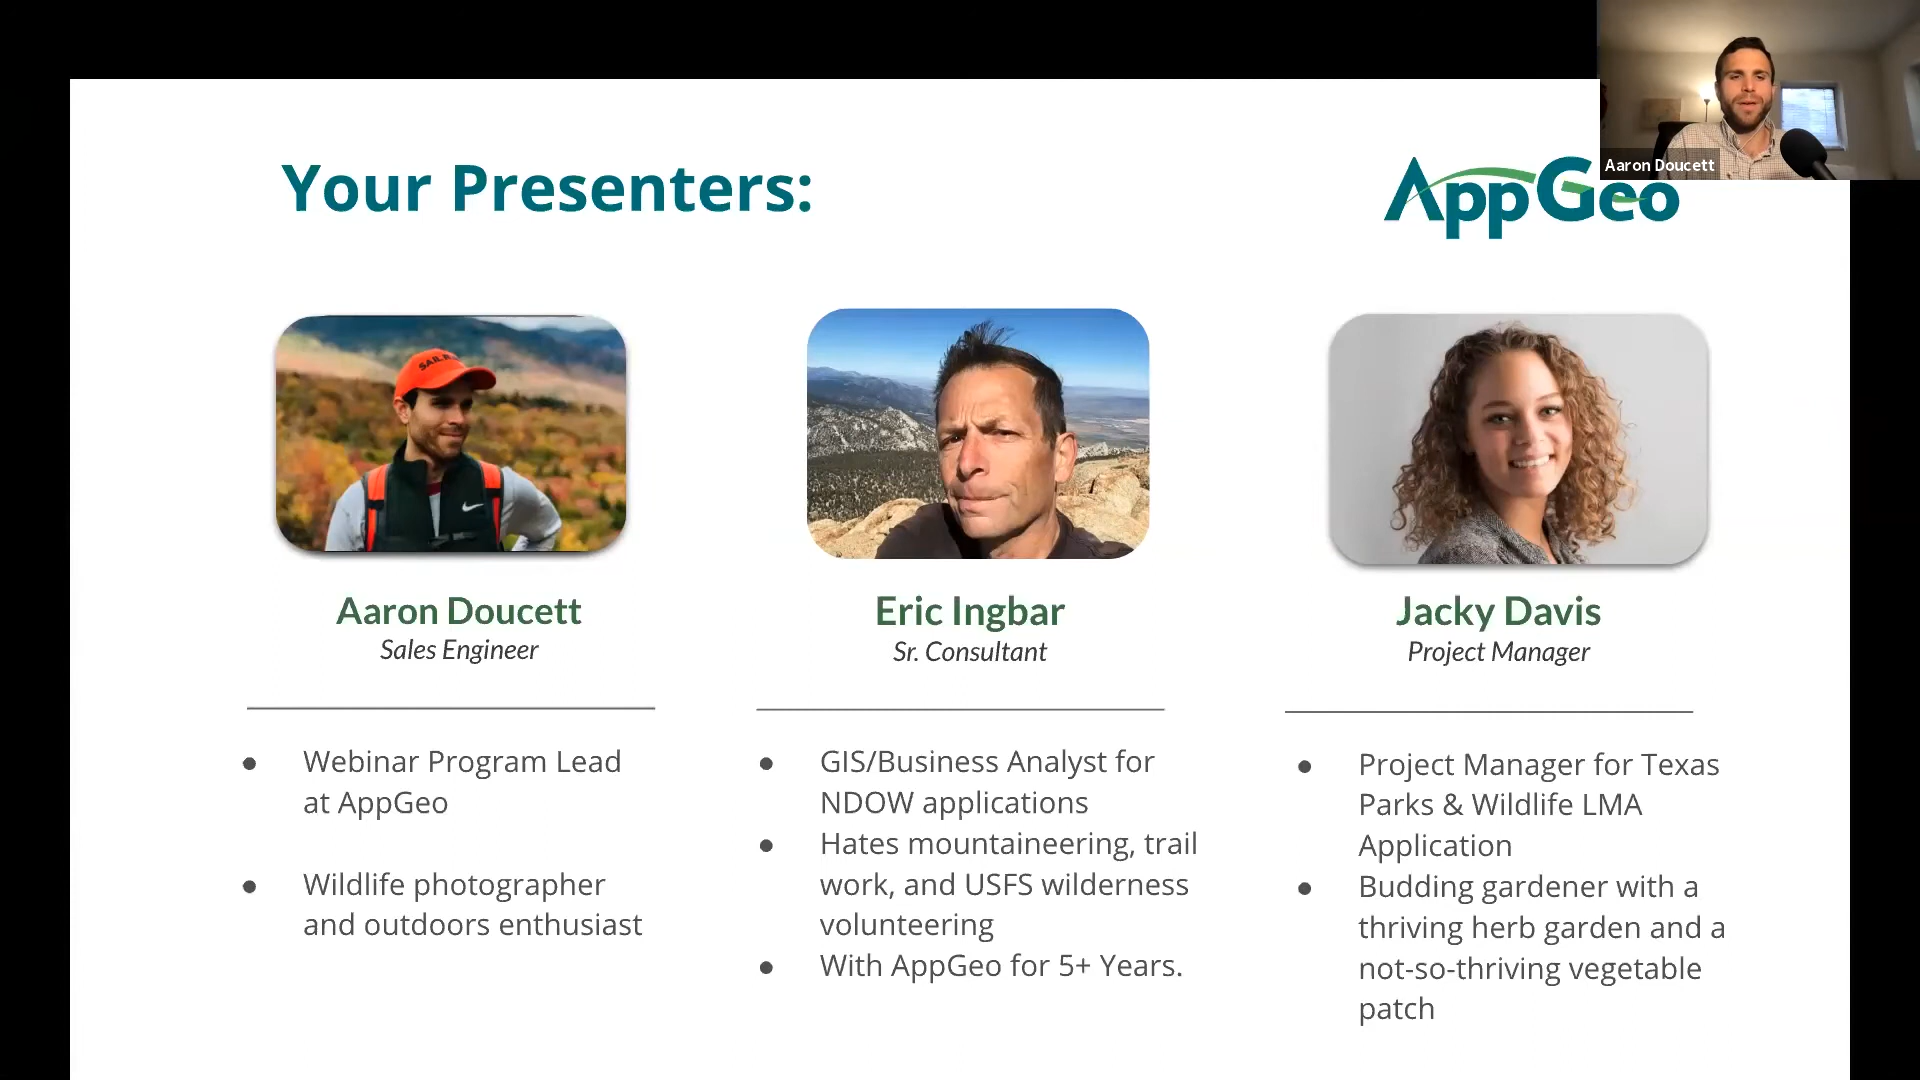 Aaron Doucett
Your Presenters:
AppGeo
Aaron Doucett
Sales Engineer
• Webinar Program Lead
at AppGeo
• Wildlife photographer
and outdoors enthusiast
Eric Ingbar
Sr. Consultant
• GIS/Business Analyst for
NDOW applications
• Hates mountaineering, trail
work, and USFS wilderness
volunteering
• With AppGeo for 5+ Years.
Jacky Davis
Project Manager
• Project Manager for Texas
Parks & Wildlife LMA
Application
• Budding gardener with a
thriving herb garden and a
not-so-thriving vegetable
patch